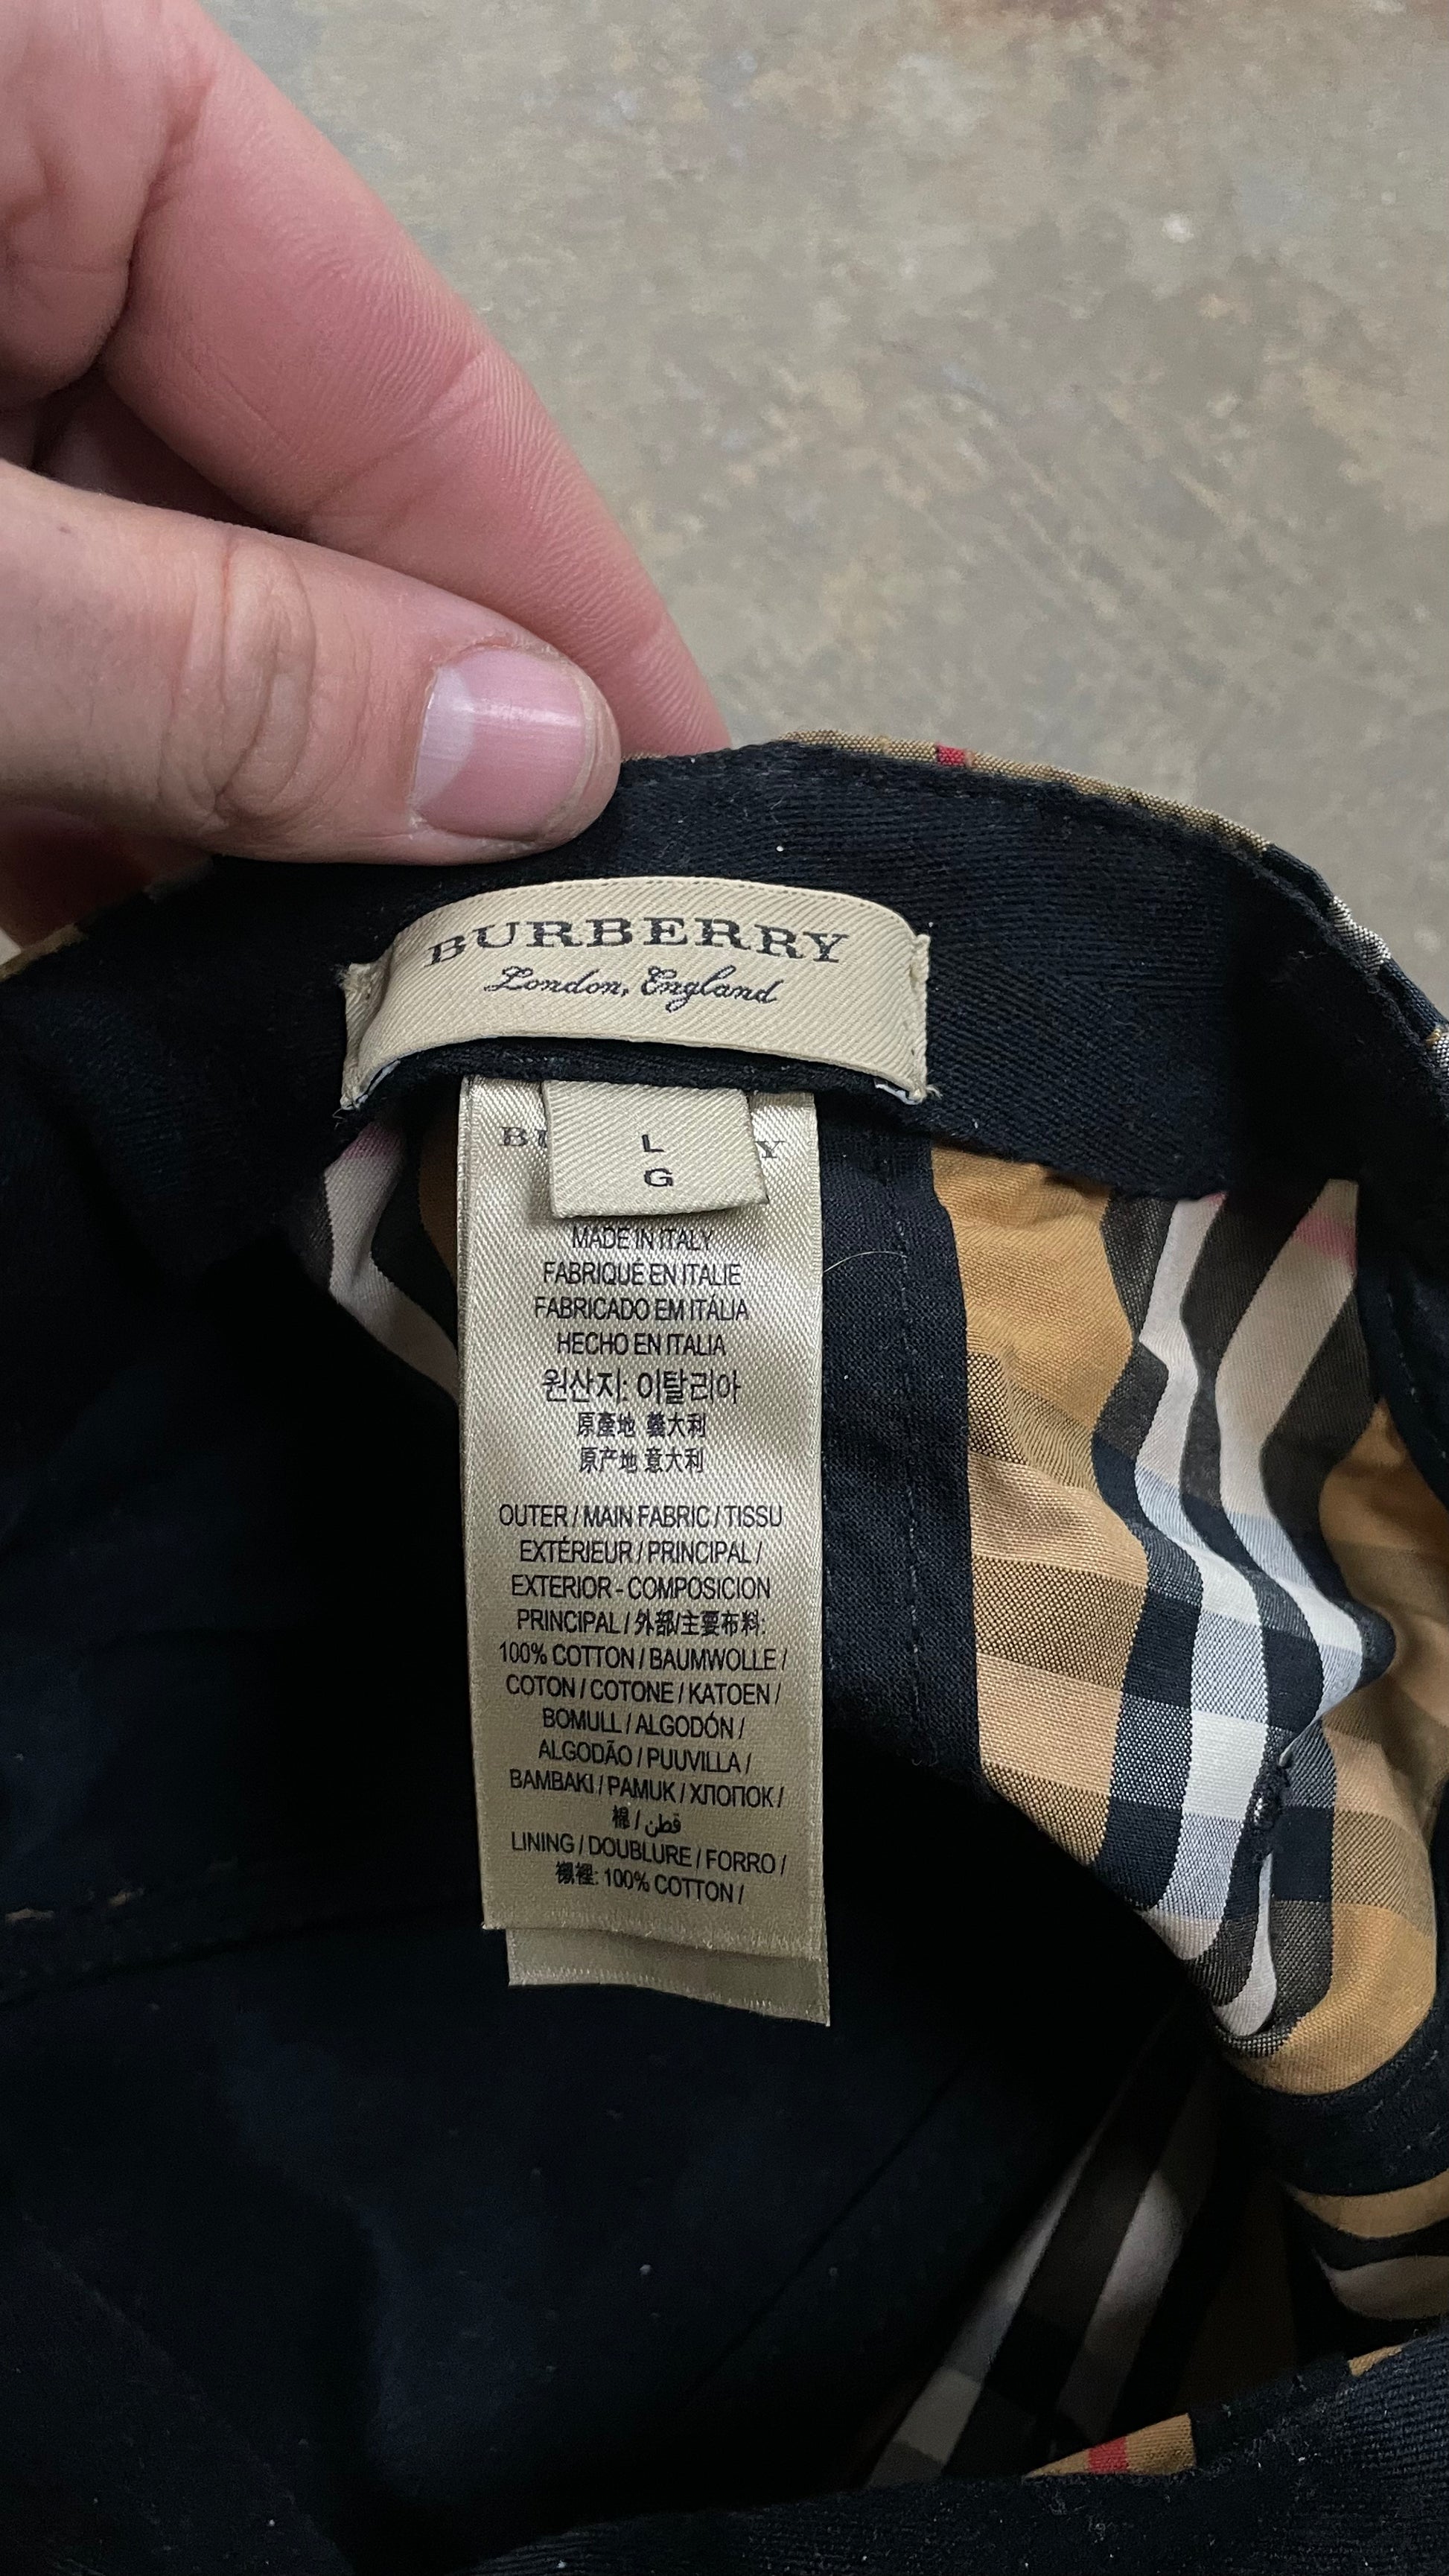 BURBERRY
London, England
L
G
MADE IN ITALY
FABRIQUÉ EN ITALIE
FABRICADO EM ITÁLIA
HECHO EN ITALIA
원산지: 이탈리아
原產地 義大利
原产地 意大利
OUTER / MAIN FABRIC / TISSU
EXTÉRIEUR / PRINCIPAL /
EXTERIOR - COMPOSICION
PRINCIPAL / 外部/主要布料:
100% COTTON / BAUMWOLLE /
COTON / COTONE / KATOEN /
BOMULL / ALGODÓN /
ALGODÃO / PUUVILLA /
BAMBAKI / PAMUK / ХЛОПОК /
棉 / قطن
LINING / DOUBLURE / FORRO /
襯裡: 100% COTTON /